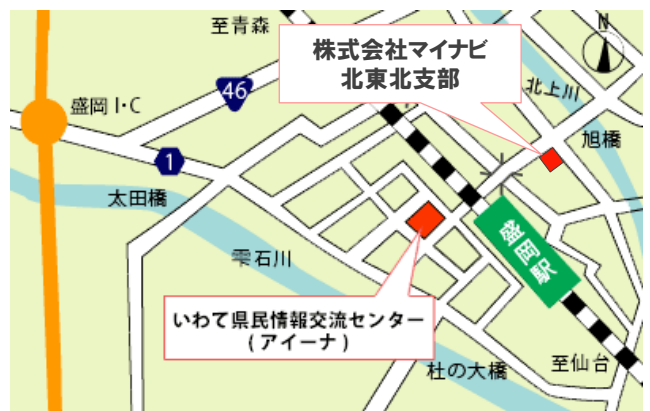 至青森
N
株式会社マイナビ
北東北支部
46
北上川
盛岡I・C
旭橋
1
太田橋
盛岡駅
雫石川
いわて県民情報交流センター
(アイーナ)
杜の大橋
至仙台